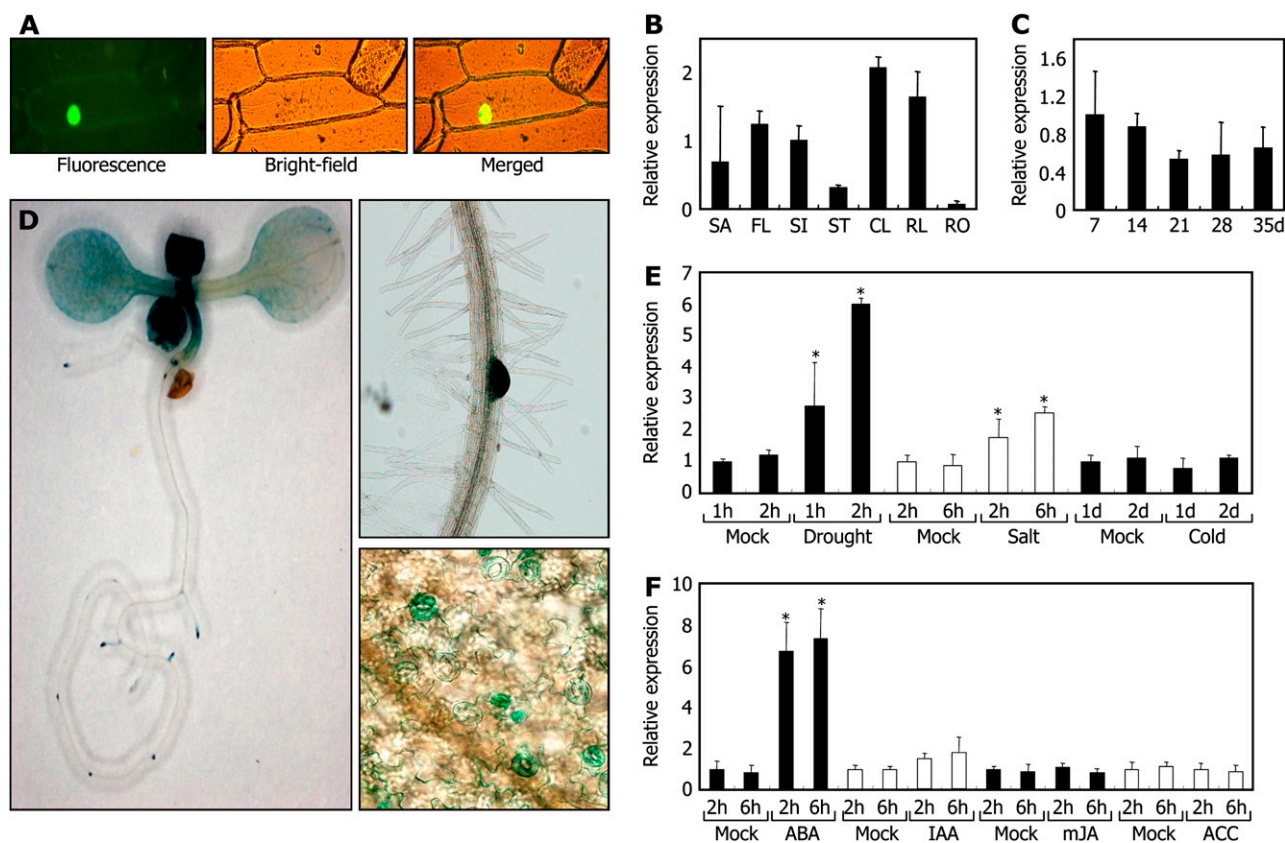 A
Fluorescence Bright-field Merged
B
Relative expression
2
1
0
SA FL SI ST CL RL RO
C
Relative expression
1.6
1.2
0.8
0.4
0
7 14 21 28 35d
D
E
Relative expression
7
6
5
4
3
2
1
0
* * * *
1h 2h 1h 2h 2h 6h 2h 6h 1d 2d 1d 2d
Mock Drought Mock Salt Mock Cold
F
Relative expression
10
8
6
4
2
0
* *
2h 6h 2h 6h 2h 6h 2h 6h 2h 6h 2h 6h 2h 6h 2h 6h
Mock ABA Mock IAA Mock mJA Mock ACC